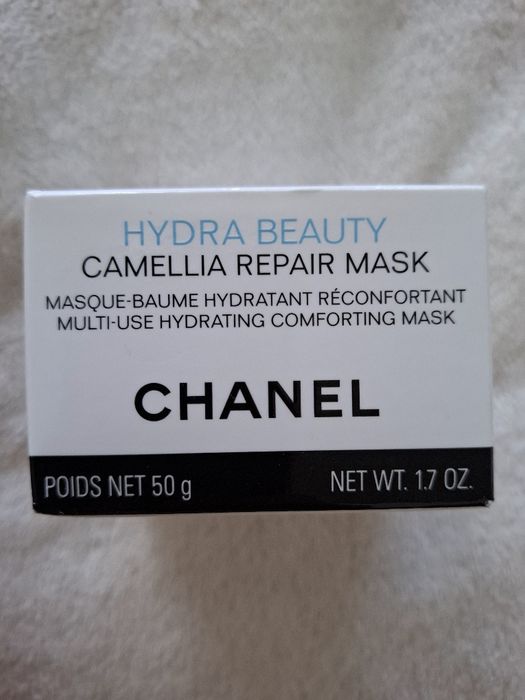 HYDRA BEAUTY
CAMELLIA REPAIR MASK
MASQUE-BAUME HYDRATANT RÉCONFORTANT
MULTI-USE HYDRATING COMFORTING MASK
CHANEL
POIDS NET 50 g NET WT. 1.7 OZ.